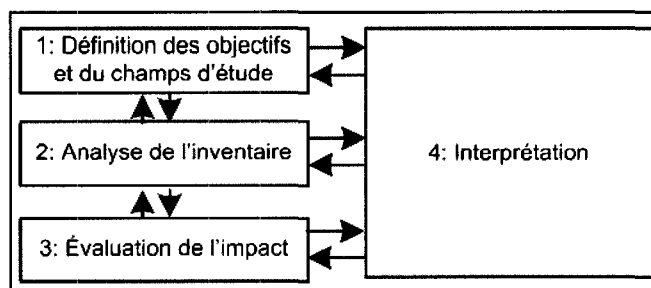 1: Définition des objectifs
et du champs d'étude
2: Analyse de l'inventaire
4: Interprétation
3: Évaluation de l'impact